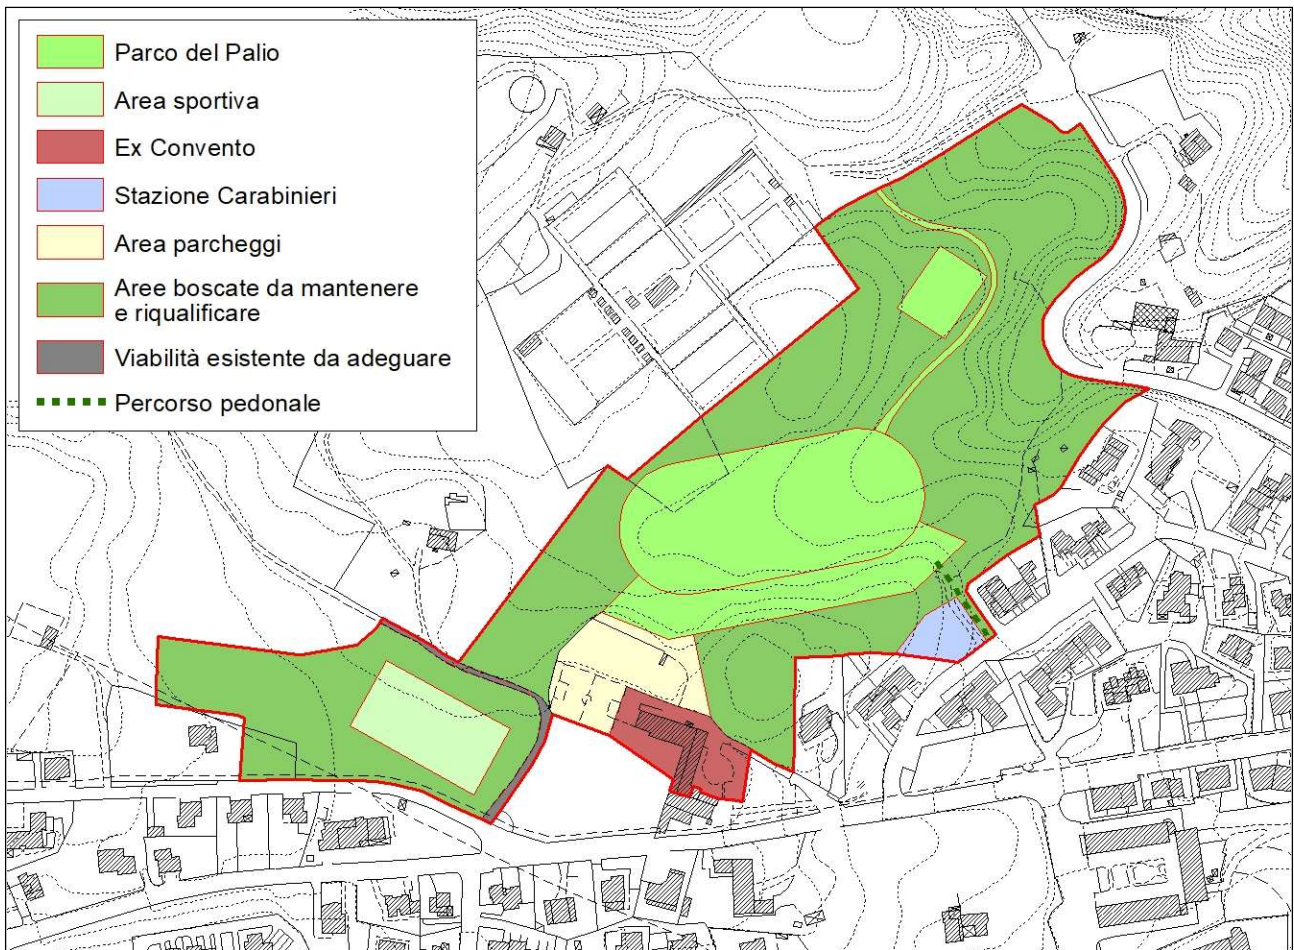 Parco del Palio
Area sportiva
Ex Convento
Stazione Carabinieri
Area parcheggi
Aree boscate da mantenere
e riqualificare
Viabilità esistente da adeguare
Percorso pedonale